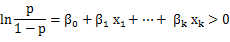 ln p/(1 − p) = β₀ + β₁ x₁ + ⋯ + βₖ xₖ > 0